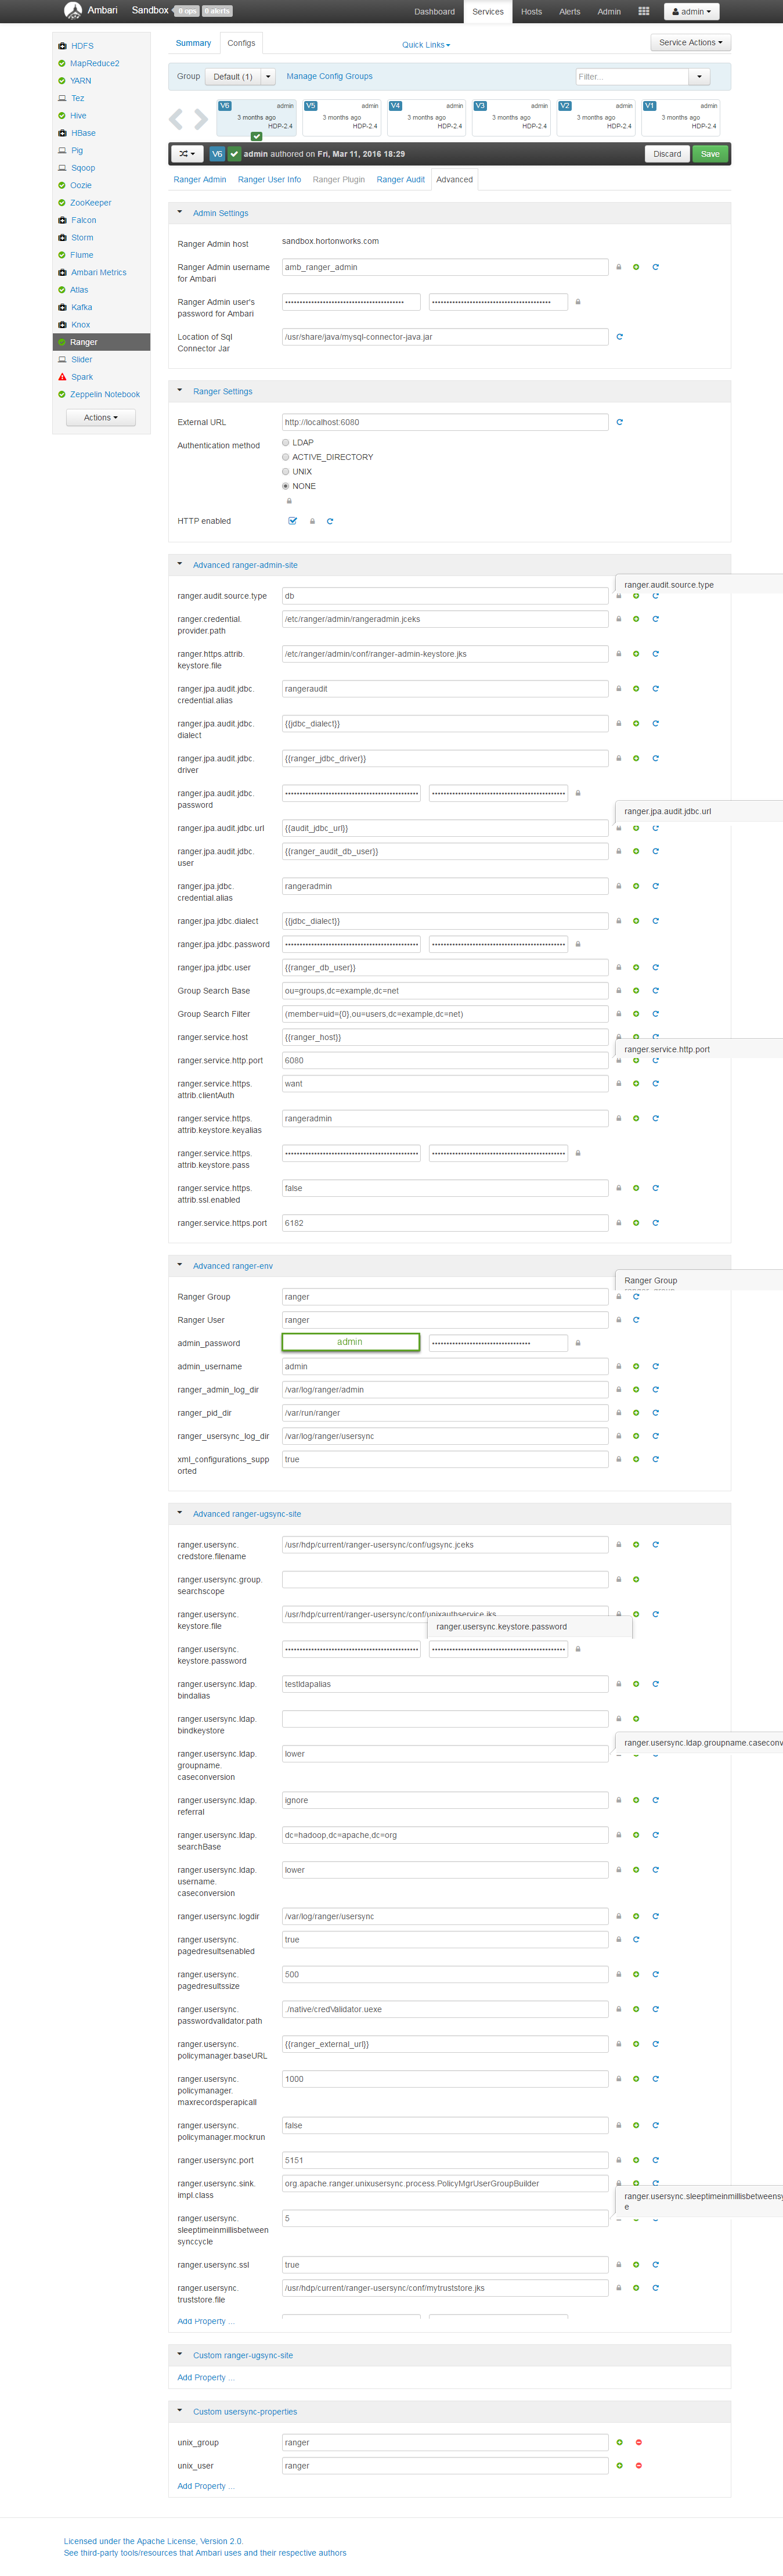 Ambari Sandbox 0 ops 0 alerts Dashboard Services Hosts Alerts Admin admin
HDFS
MapReduce2
YARN
Tez
Hive
HBase
Pig
Sqoop
Oozie
ZooKeeper
Falcon
Storm
Flume
Ambari Metrics
Atlas
Kafka
Knox
Ranger
Slider
Spark
Zeppelin Notebook
Actions
Summary Configs Quick Links Service Actions
Group Default (1) Manage Config Groups Filter...
V6 admin V5 admin V4 admin V3 admin V2 admin V1 admin
3 months ago 3 months ago 3 months ago 3 months ago 3 months ago 3 months ago
HDP-2.4 HDP-2.4 HDP-2.4 HDP-2.4 HDP-2.4 HDP-2.4
V6 admin authored on Fri, Mar 11, 2016 18:29 Discard Save
Ranger Admin Ranger User Info Ranger Plugin Ranger Audit Advanced
Admin Settings
Ranger Admin host sandbox.hortonworks.com
Ranger Admin username amb_ranger_admin
for Ambari
Ranger Admin user's
password for Ambari
Location of Sql /usr/share/java/mysql-connector-java.jar
Connector Jar
Ranger Settings
External URL http://localhost:6080
Authentication method LDAP
ACTIVE_DIRECTORY
UNIX
NONE
HTTP enabled
Advanced ranger-admin-site
ranger.audit.source.type
ranger.audit.source.type db
ranger.credential. /etc/ranger/admin/rangeradmin.jceks
provider.path
ranger.https.attrib. /etc/ranger/admin/conf/ranger-admin-keystore.jks
keystore.file
ranger.jpa.audit.jdbc. rangeraudit
credential.alias
ranger.jpa.audit.jdbc. {{jdbc_dialect}}
dialect
ranger.jpa.audit.jdbc. {{ranger_jdbc_driver}}
driver
ranger.jpa.audit.jdbc.
password
ranger.jpa.audit.jdbc.url
ranger.jpa.audit.jdbc.url {{audit_jdbc_url}}
ranger.jpa.audit.jdbc. {{ranger_audit_db_user}}
user
ranger.jpa.jdbc. rangeradmin
credential.alias
ranger.jpa.jdbc.dialect {{jdbc_dialect}}
ranger.jpa.jdbc.password
ranger.jpa.jdbc.user {{ranger_db_user}}
Group Search Base ou=groups,dc=example,dc=net
Group Search Filter (member=uid={0},ou=users,dc=example,dc=net)
ranger.service.host {{ranger_host}}
ranger.service.http.port
ranger.service.http.port 6080
ranger.service.https. want
attrib.clientAuth
ranger.service.https. rangeradmin
attrib.keystore.keyalias
ranger.service.https.
attrib.keystore.pass
ranger.service.https. false
attrib.ssl.enabled
ranger.service.https.port 6182
Advanced ranger-env
Ranger Group
Ranger Group ranger
Ranger User ranger
admin_password admin
admin_username admin
ranger_admin_log_dir /var/log/ranger/admin
ranger_pid_dir /var/run/ranger
ranger_usersync_log_dir /var/log/ranger/usersync
xml_configurations_supp true
orted
Advanced ranger-ugsync-site
ranger.usersync. /usr/hdp/current/ranger-usersync/conf/ugsync.jceks
credstore.filename
ranger.usersync.group.
searchscope
ranger.usersync. /usr/hdp/current/ranger-usersync/conf/unixauthservice.jks
keystore.file
ranger.usersync.keystore.password
ranger.usersync.
keystore.password
ranger.usersync.ldap. testldapalias
bindalias
ranger.usersync.ldap.
bindkeystore
ranger.usersync.ldap.groupname.caseconv
ranger.usersync.ldap. lower
groupname.
caseconversion
ranger.usersync.ldap. ignore
referral
ranger.usersync.ldap. dc=hadoop,dc=apache,dc=org
searchBase
ranger.usersync.ldap. lower
username.
caseconversion
ranger.usersync.logdir /var/log/ranger/usersync
ranger.usersync. true
pagedresultsenabled
ranger.usersync. 500
pagedresultssize
ranger.usersync. ./native/credValidator.uexe
passwordvalidator.path
ranger.usersync. {{ranger_external_url}}
policymanager.baseURL
ranger.usersync. 1000
policymanager.
maxrecordsperapicall
ranger.usersync. false
policymanager.mockrun
ranger.usersync.port 5151
ranger.usersync.sink. org.apache.ranger.unixusersync.process.PolicyMgrUserGroupBuilder
impl.class
ranger.usersync.sleeptimeinmillisbetweensy
e
ranger.usersync. 5
sleeptimeinmillisbetween
synccycle
ranger.usersync.ssl true
ranger.usersync. /usr/hdp/current/ranger-usersync/conf/mytruststore.jks
truststore.file
Add Property ...
Custom ranger-ugsync-site
Add Property ...
Custom usersync-properties
unix_group ranger
unix_user ranger
Add Property ...
Licensed under the Apache License, Version 2.0.
See third-party tools/resources that Ambari uses and their respective authors